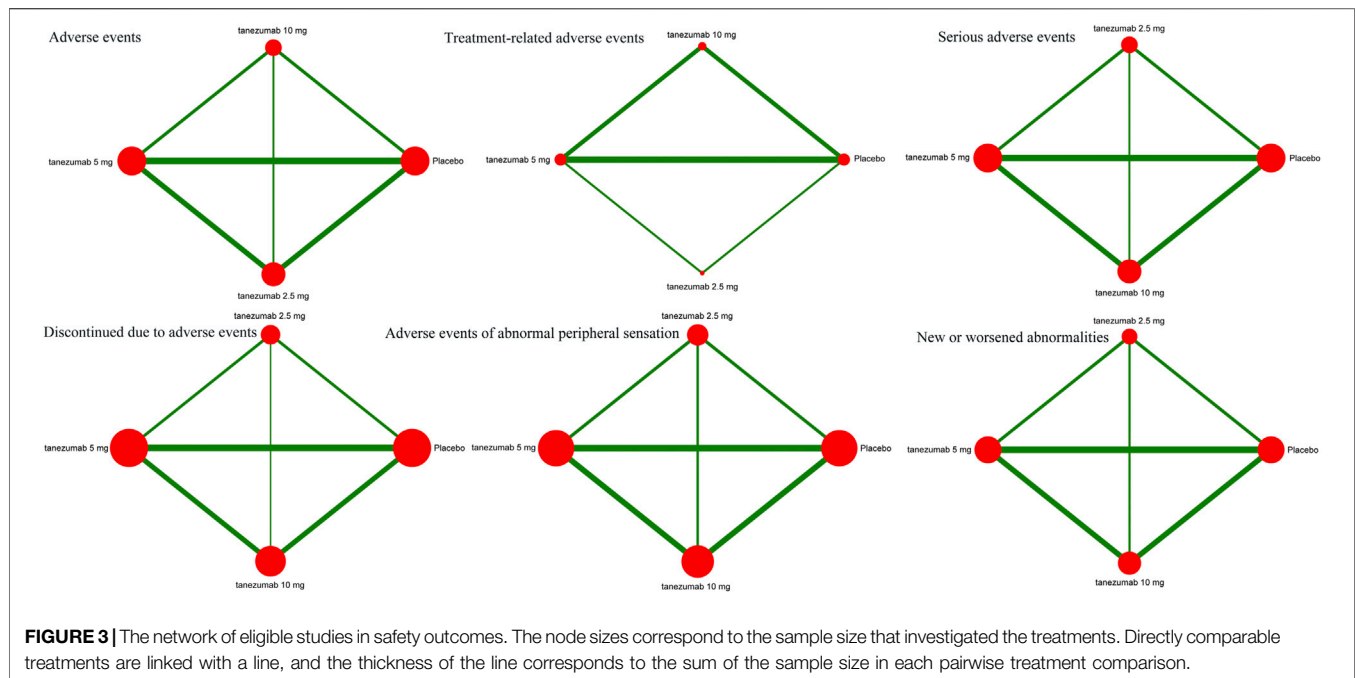 Adverse events
tanezumab 10 mg
tanezumab 5 mg
Placebo
tanezumab 2.5 mg
Treatment-related adverse events
tanezumab 10 mg
tanezumab 5 mg
Placebo
tanezumab 2.5 mg
Serious adverse events
tanezumab 2.5 mg
tanezumab 5 mg
Placebo
tanezumab 10 mg
Discontinued due to adverse events
tanezumab 2.5 mg
tanezumab 5 mg
Placebo
tanezumab 10 mg
Adverse events of abnormal peripheral sensation
tanezumab 2.5 mg
tanezumab 5 mg
Placebo
tanezumab 10 mg
New or worsened abnormalities
tanezumab 2.5 mg
tanezumab 5 mg
Placebo
tanezumab 10 mg
FIGURE 3 | The network of eligible studies in safety outcomes. The node sizes correspond to the sample size that investigated the treatments. Directly comparable
treatments are linked with a line, and the thickness of the line corresponds to the sum of the sample size in each pairwise treatment comparison.